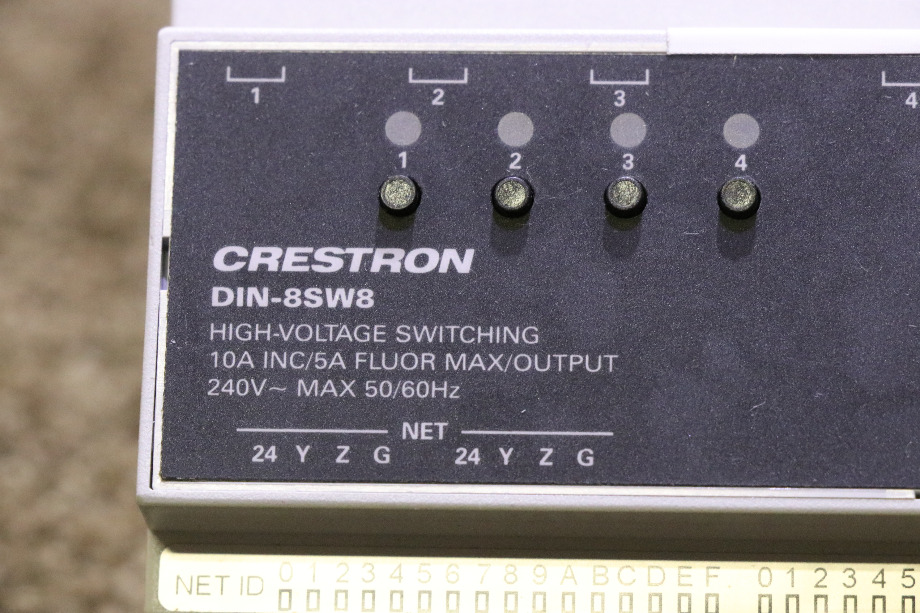 1 2 3 4
1 2 3 4
CRESTRON
DIN-8SW8
HIGH-VOLTAGE SWITCHING
10A INC/5A FLUOR MAX/OUTPUT
240V~ MAX 50/60Hz
NET
24 Y Z G 24 Y Z G
NET ID 0 1 2 3 4 5 6 7 8 9 A B C D E F 0 1 2 3 4 5